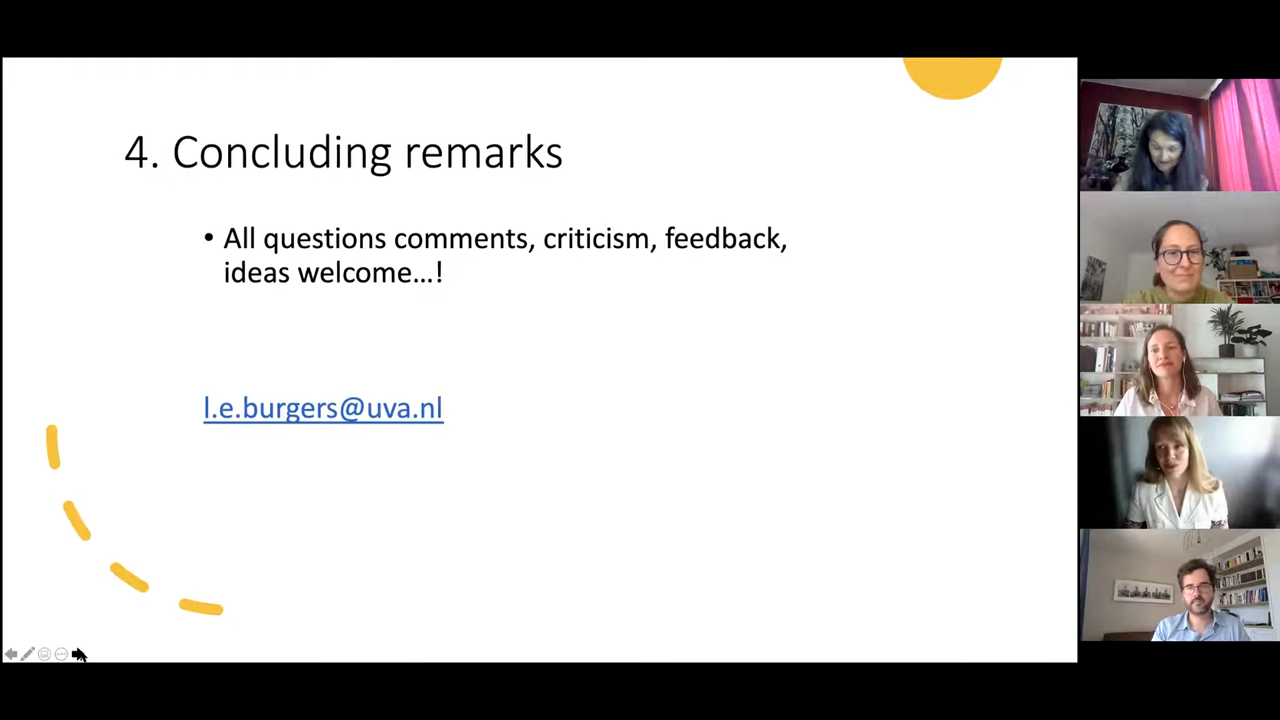 4. Concluding remarks
• All questions comments, criticism, feedback,
ideas welcome...!
l.e.burgers@uva.nl